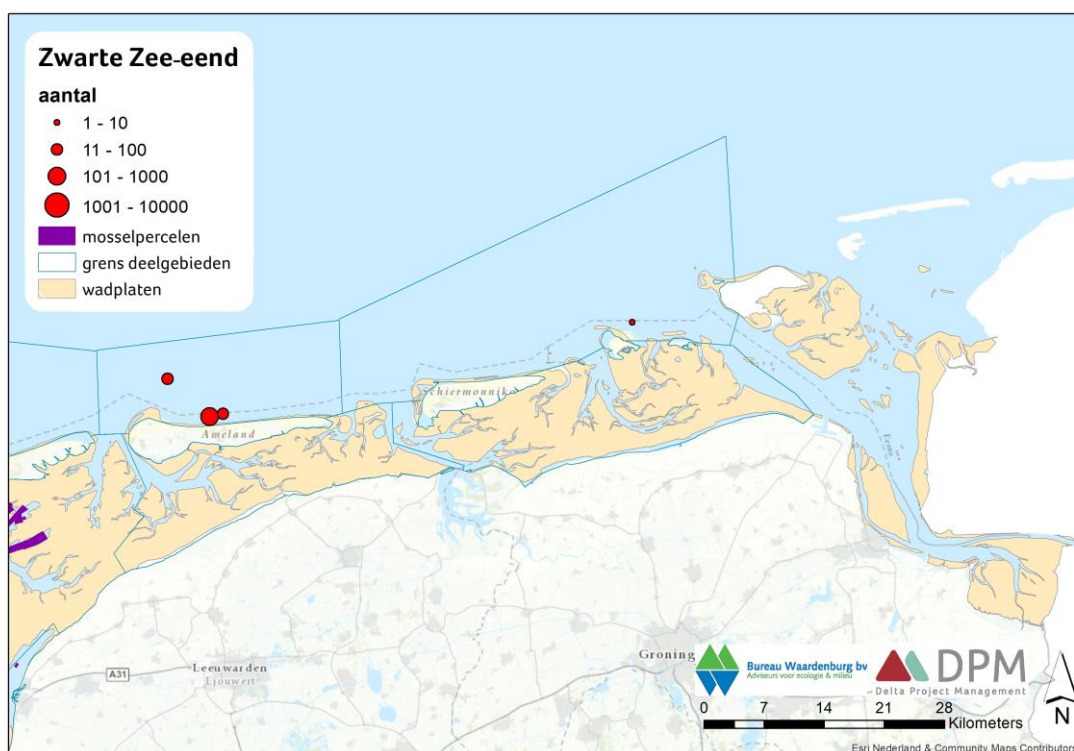 Zwarte Zee-eend
aantal
1 - 10
11 - 100
101 - 1000
1001 - 10000
mosselpercelen
grens deelgebieden
wadplaten
Schiermonnik
Ameland
Eems
A31
Leeuwarden
Ljouwert
Groning
Bureau Waardenburg bv
Adviseurs voor ecologie & milieu
DPM
Delta Project Management
0 7 14 21 28
Kilometers
N
Esri Nederland & Community Maps Contributor